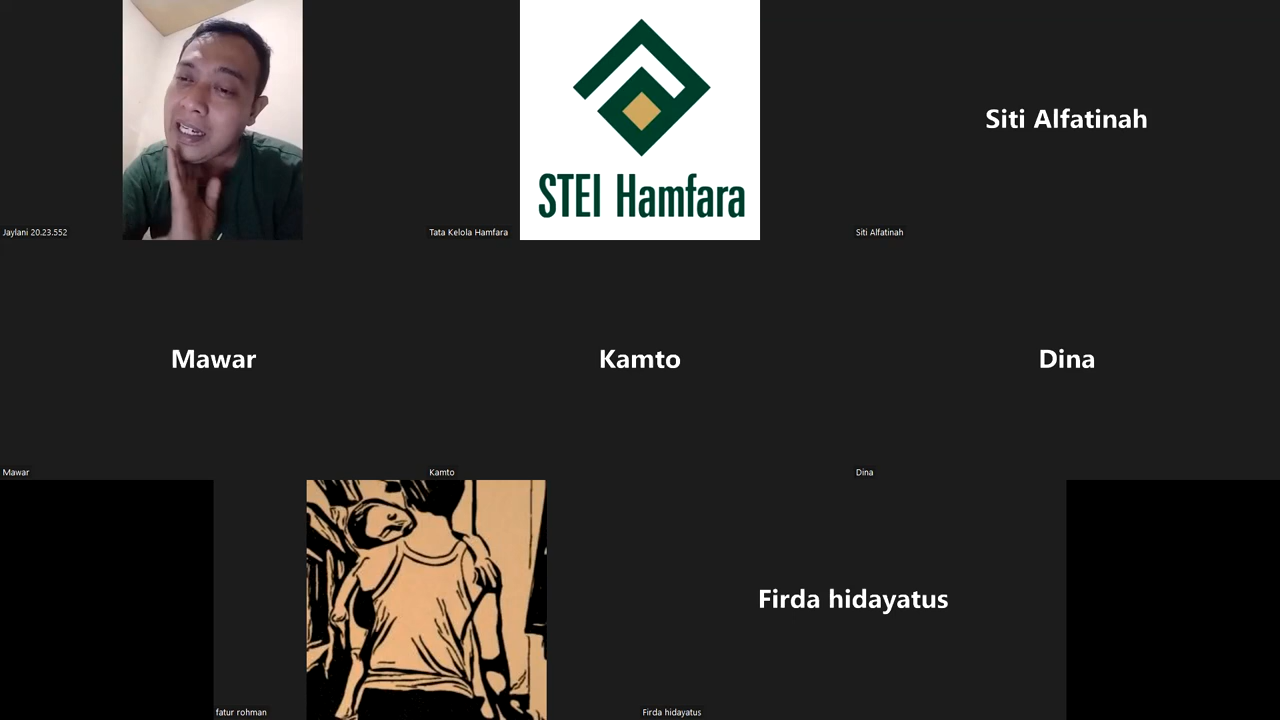 Jaylani 20.23.552
STEI Hamfara
Tata Kelola Hamfara
Siti Alfatinah
Siti Alfatinah
Mawar
Mawar
Kamto
Kamto
Dina
Dina
fatur rohman
Firda hidayatus
Firda hidayatus